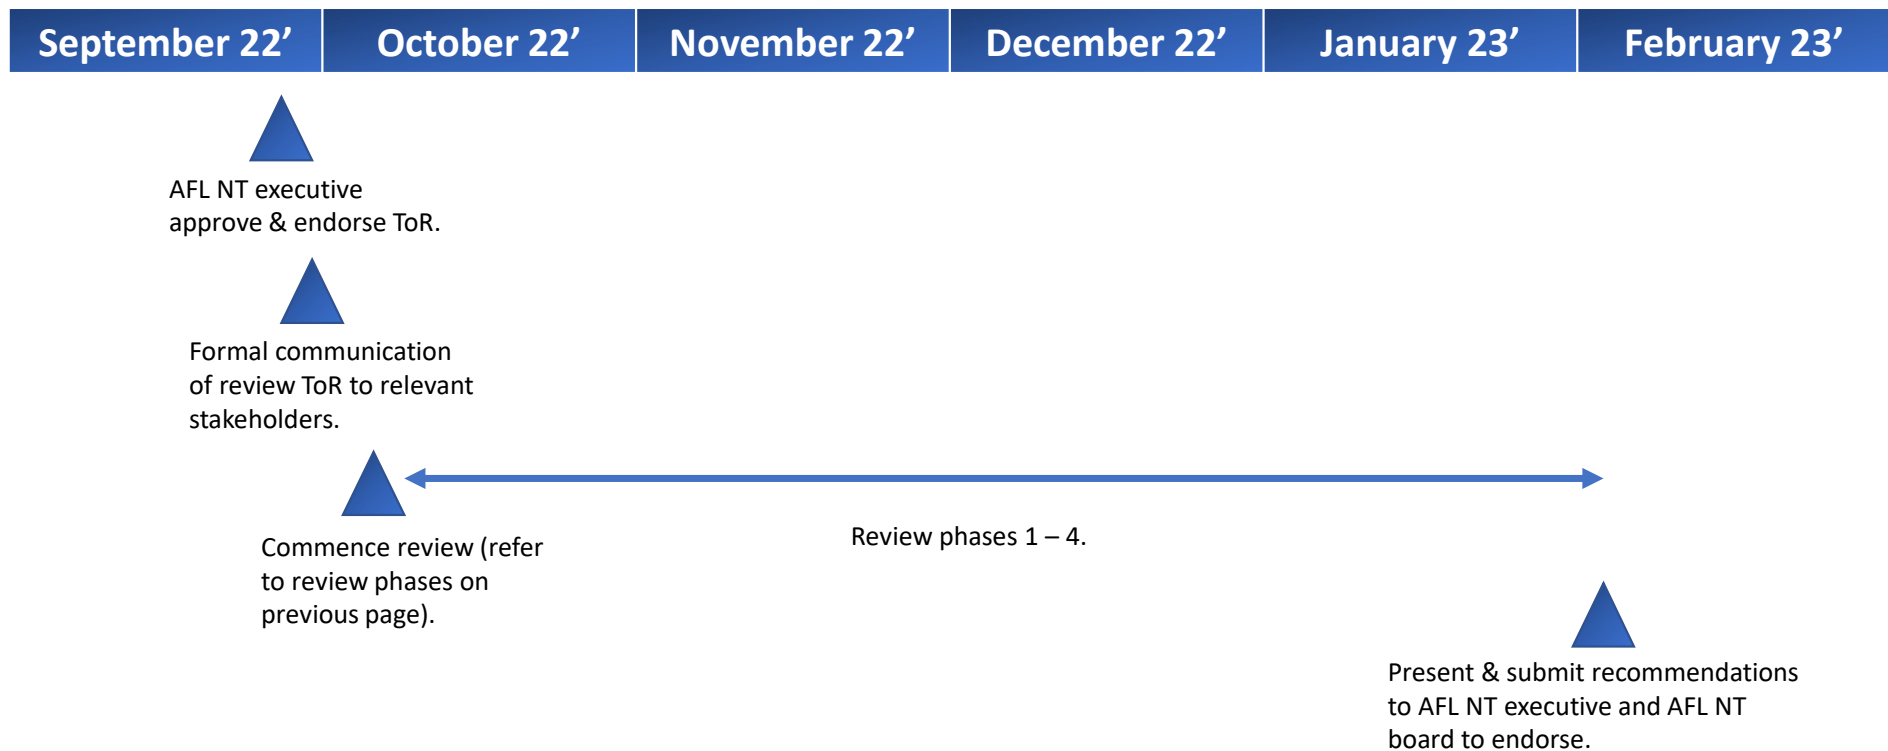 September 22’
October 22’
November 22’
December 22’
January 23’
February 23’
AFL NT executive
approve & endorse ToR.
Formal communication
of review ToR to relevant
stakeholders.
Commence review (refer
to review phases on
previous page).
Review phases 1 – 4.
Present & submit recommendations
to AFL NT executive and AFL NT
board to endorse.